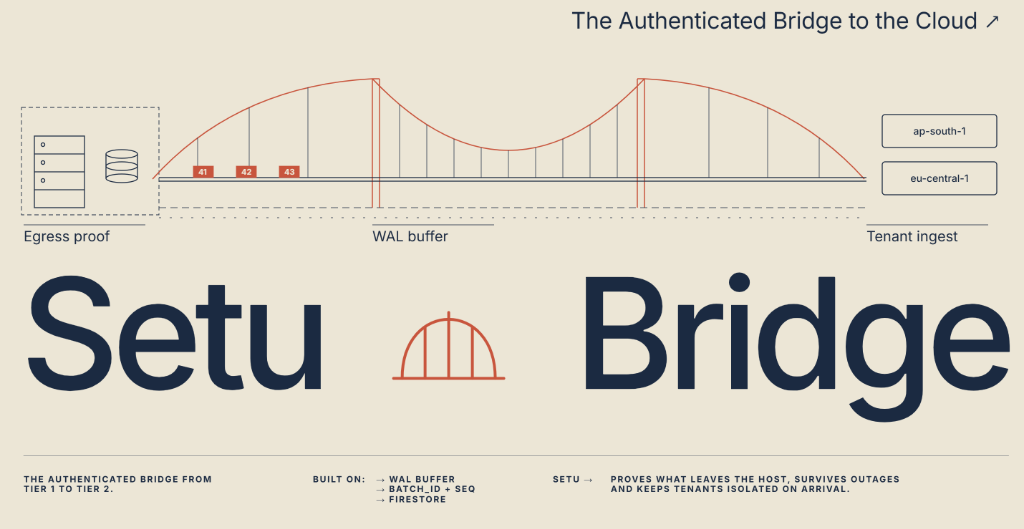 The Authenticated Bridge to the Cloud ↗
41 42 43
ap-south-1
eu-central-1
Egress proof
WAL buffer
Tenant ingest
Setu Bridge
THE AUTHENTICATED BRIDGE FROM
TIER 1 TO TIER 2.
BUILT ON: → WAL BUFFER
→ BATCH_ID + SEQ
→ FIRESTORE
SETU → PROVES WHAT LEAVES THE HOST, SURVIVES OUTAGES
AND KEEPS TENANTS ISOLATED ON ARRIVAL.